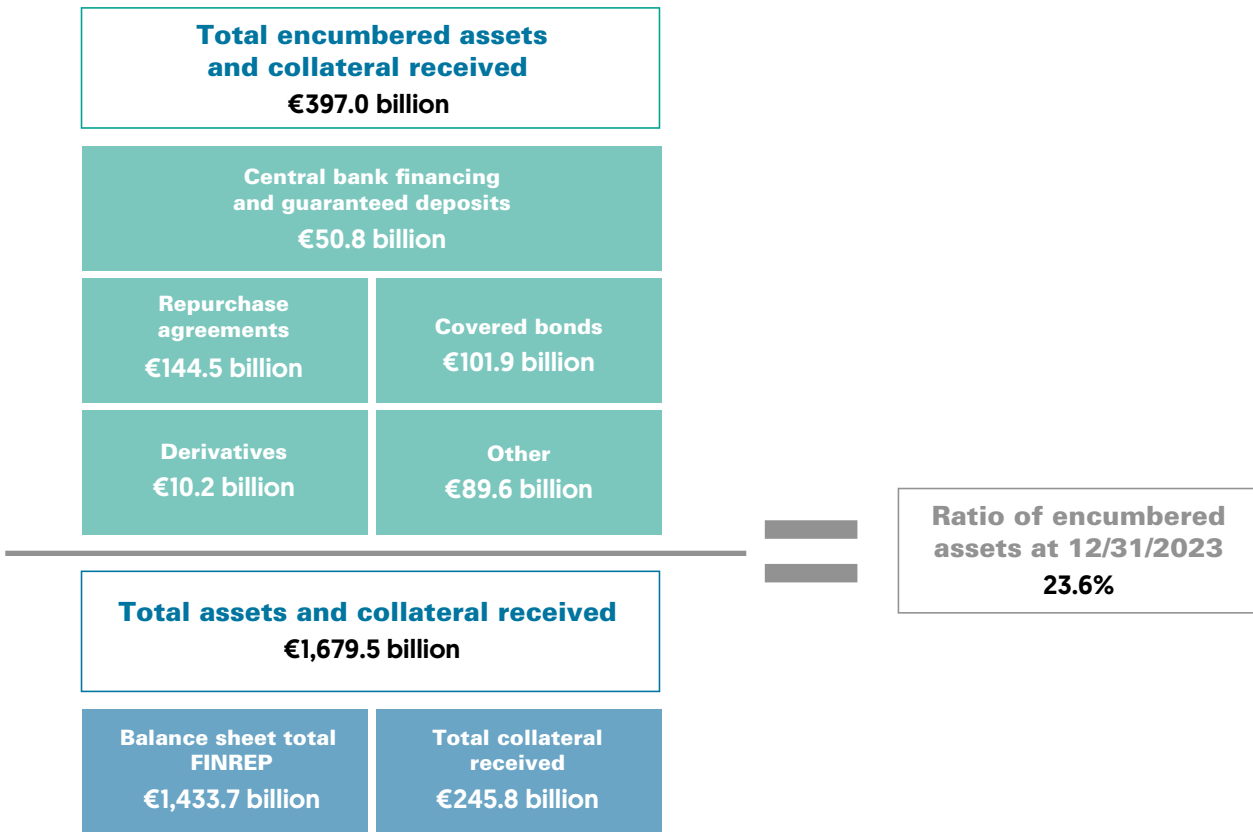 Total encumbered assets
and collateral received
€397.0 billion
Central bank financing
and guaranteed deposits
€50.8 billion
Repurchase
agreements
€144.5 billion
Covered bonds
€101.9 billion
Derivatives
€10.2 billion
Other
€89.6 billion
Ratio of encumbered
assets at 12/31/2023
23.6%
Total assets and collateral received
€1,679.5 billion
Balance sheet total
FINREP
€1,433.7 billion
Total collateral
received
€245.8 billion